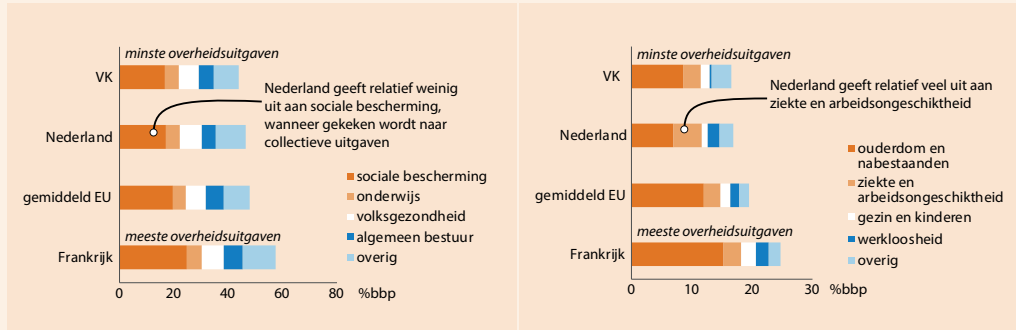 minste overheidsuitgaven
VK
Nederland geeft relatief weinig
uit aan sociale bescherming,
wanneer gekeken wordt naar
collectieve uitgaven
Nederland
sociale bescherming
onderwijs
volksgezondheid
algemeen bestuur
overig
gemiddeld EU
meeste overheidsuitgaven
Frankrijk
0 20 40 60 80 %bbp
minste overheidsuitgaven
VK
Nederland geeft relatief veel uit aan
ziekte en arbeidsongeschiktheid
Nederland
ouderdom en
nabestaanden
ziekte en
arbeidsongeschiktheid
gezin en kinderen
werkloosheid
overig
gemiddeld EU
meeste overheidsuitgaven
Frankrijk
0 10 20 30 %bbp